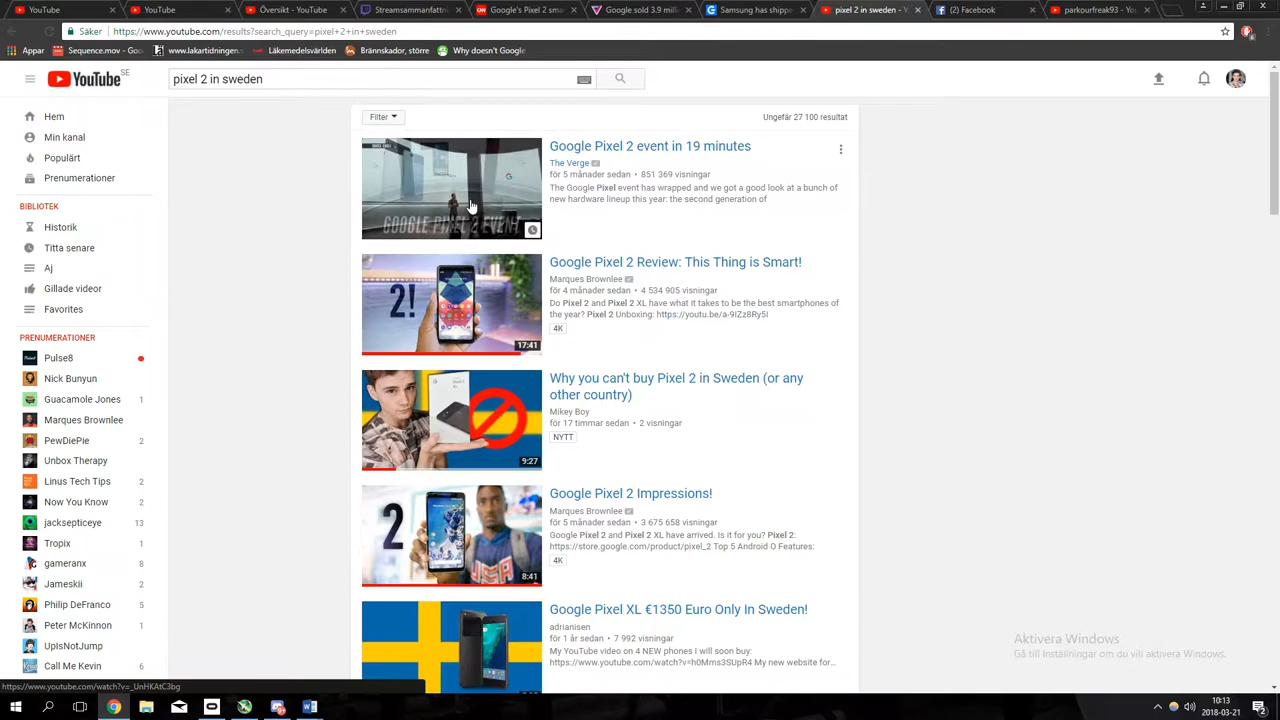 YouTube
YouTube
Översikt - YouTube
Streamsammanfattni
Google's Pixel 2 smar
Google sold 3.9 milli
Samsung has shippe
pixel 2 in sweden - Y
(2) Facebook
parkourfreak93 - You
Säker
https://www.youtube.com/results?search_query=pixel+2+in+sweden
Appar
Sequence.mov - Goo
www.lakartidningen.
Läkemedelsvärlden
Brännskador, större
Why doesn't Google
YouTube SE
pixel 2 in sweden
Hem
Min kanal
Populärt
Prenumerationer
BIBLIOTEK
Historik
Titta senare
Aj
Gillade videor
Favorites
PRENUMERATIONER
Pulse8
Nick Bunyun
Guacamole Jones 1
Marques Brownlee
PewDiePie 2
Unbox Therapy
Linus Tech Tips 2
Now You Know 2
jacksepticeye 13
Tropix 1
gameranx 8
Jameskii 2
Philip DeFranco 5
Peter McKinnon 1
UpIsNotJump
Call Me Kevin 6
Filter
Ungefär 27 100 resultat
GOOGLE PIXEL 2 EVENT
Google Pixel 2 event in 19 minutes
The Verge
för 5 månader sedan • 851 369 visningar
The Google Pixel event has wrapped and we got a good look at a bunch of
new hardware lineup this year: the second generation of
2!
17:41
Google Pixel 2 Review: This Thing is Smart!
Marques Brownlee
för 4 månader sedan • 4 534 905 visningar
Do Pixel 2 and Pixel 2 XL have what it takes to be the best smartphones of
the year? Pixel 2 Unboxing: https://youtu.be/a-9IZz8Ry5I
4K
9:27
Why you can't buy Pixel 2 in Sweden (or any
other country)
Mikey Boy
för 17 timmar sedan • 2 visningar
NYTT
2
8:41
Google Pixel 2 Impressions!
Marques Brownlee
för 5 månader sedan • 3 675 658 visningar
Google Pixel 2 and Pixel 2 XL have arrived. Is it for you? Pixel 2:
https://store.google.com/product/pixel_2 Top 5 Android O Features:
4K
Google Pixel XL €1350 Euro Only In Sweden!
adrianisen
för 1 år sedan • 7 992 visningar
My YouTube video on 4 NEW phones I will soon buy:
https://www.youtube.com/watch?v=h0Mms3SUpR4 My new website for...
Aktivera Windows
Gå till Inställningar om du vill aktivera Windows.
https://www.youtube.com/watch?v=_UnHKAtC3bg
10:13
2018-03-21